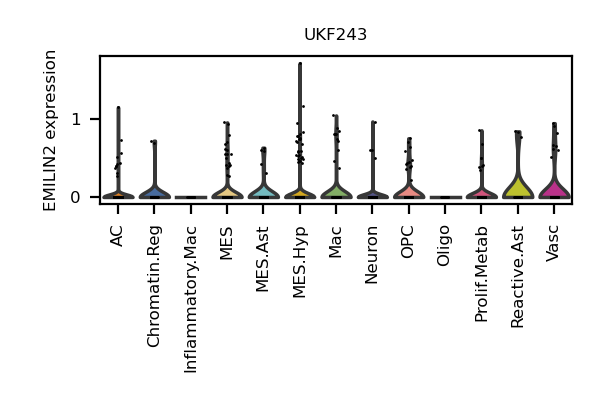 UKF243
EMILIN2 expression
1
0
AC
Chromatin.Reg
Inflammatory.Mac
MES
MES.Ast
MES.Hyp
Mac
Neuron
OPC
Oligo
Prolif.Metab
Reactive.Ast
Vasc